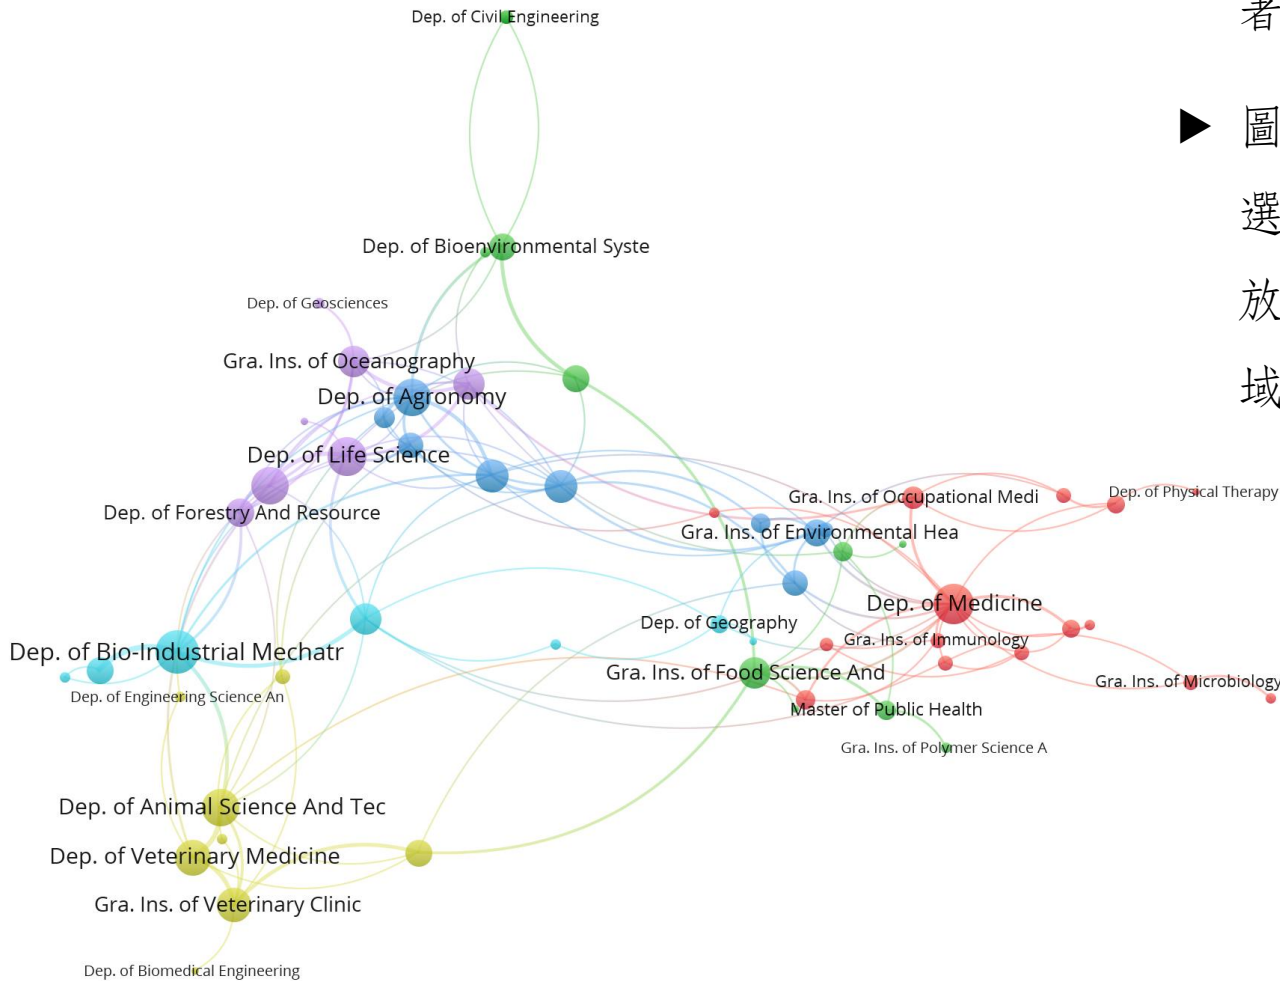 Dep. of Civil Engineering
Dep. of Bioenvironmental Syste
Dep. of Geosciences
Gra. Ins. of Oceanography
Dep. of Agronomy
Dep. of Life Science
Dep. of Forestry And Resource
Gra. Ins. of Occupational Medi
Dep. of Physical Therapy
Gra. Ins. of Environmental Hea
Dep. of Medicine
Dep. of Geography
Gra. Ins. of Immunology
Dep. of Bio-Industrial Mechatr
Gra. Ins. of Food Science And
Gra. Ins. of Microbiology
Dep. of Engineering Science An
Master of Public Health
Gra. Ins. of Polymer Science A
Dep. of Animal Science And Tec
Dep. of Veterinary Medicine
Gra. Ins. of Veterinary Clinic
Dep. of Biomedical Engineering
者
▶ 圖
選
放
域